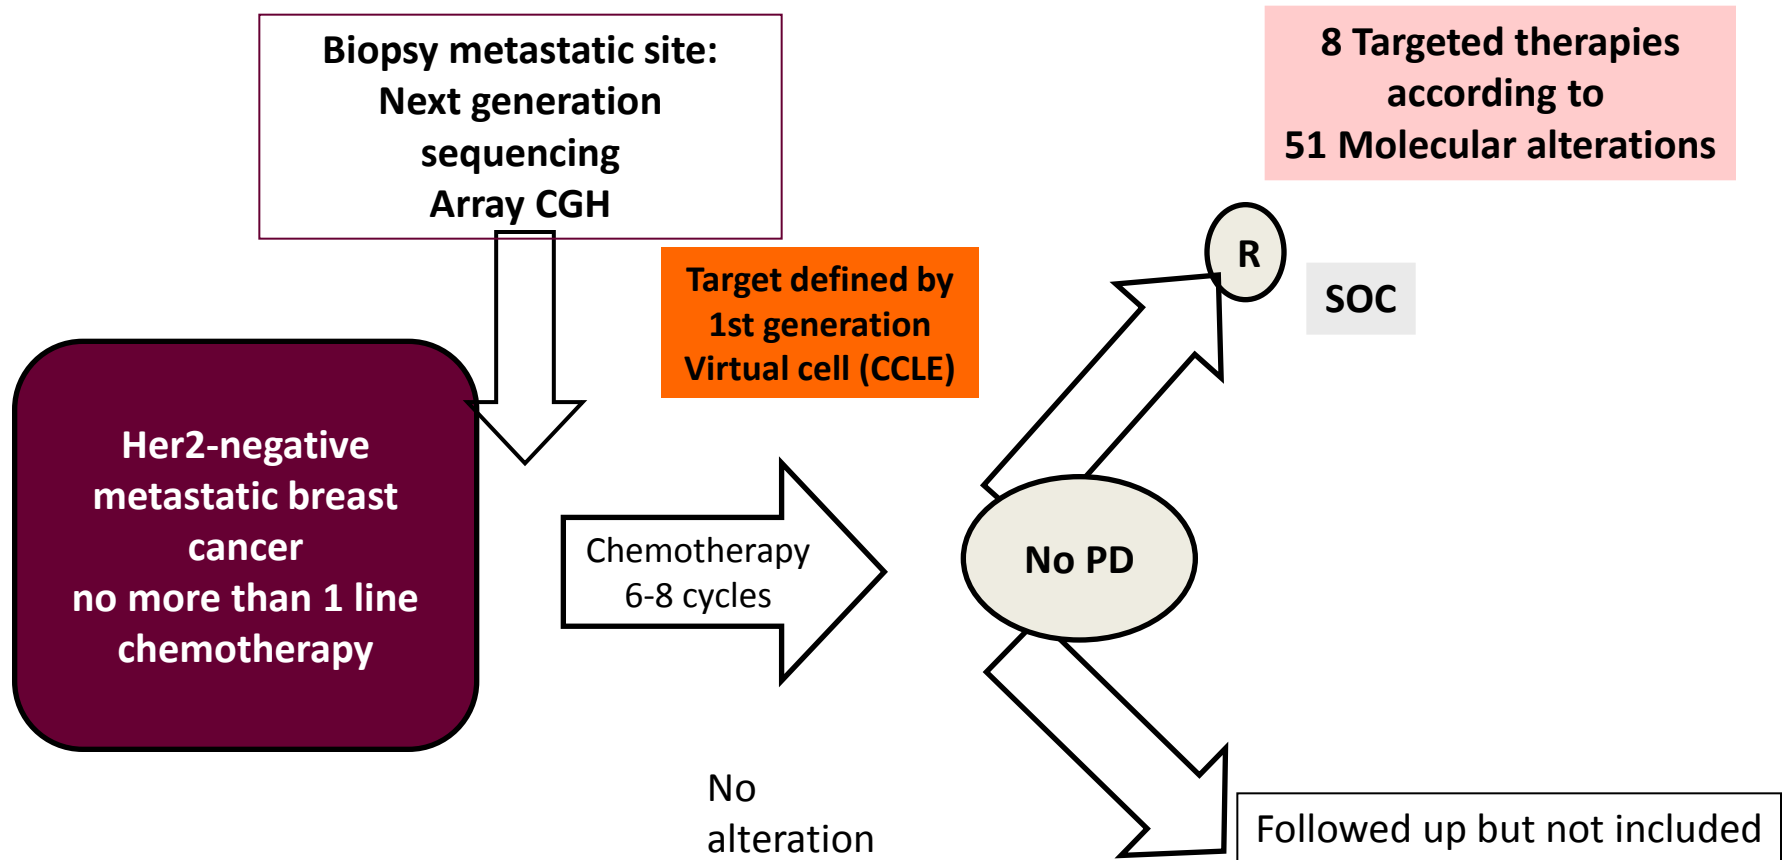 Biopsy metastatic site:
Next generation
sequencing
Array CGH
8 Targeted therapies
according to
51 Molecular alterations
R
SOC
Target defined by
1st generation
Virtual cell (CCLE)
Her2-negative
metastatic breast
cancer
no more than 1 line
chemotherapy
Chemotherapy
6-8 cycles
No PD
No
alteration
Followed up but not included